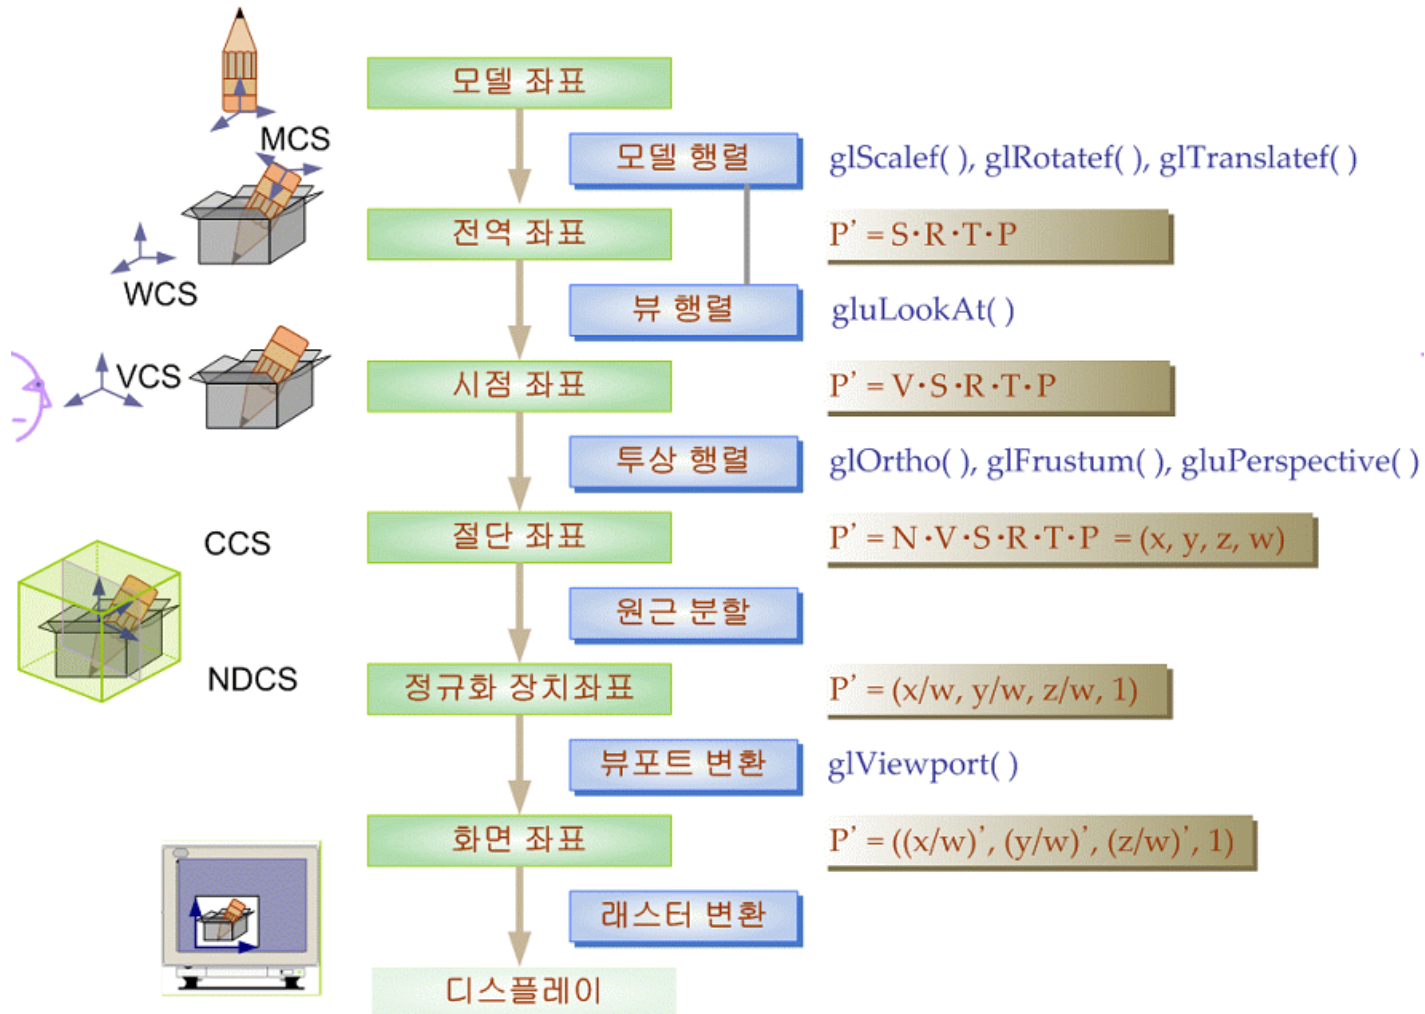 모델 좌표
MCS
모델 행렬
glScalef( ), glRotatef( ), glTranslatef( )
전역 좌표
P’ = S·R·T·P
WCS
뷰 행렬
gluLookAt( )
VCS
시점 좌표
P’ = V·S·R·T·P
투상 행렬
glOrtho( ), glFrustum( ), gluPerspective( )
CCS
절단 좌표
P’ = N·V·S·R·T·P = (x, y, z, w)
원근 분할
NDCS
정규화 장치좌표
P’ = (x/w, y/w, z/w, 1)
뷰포트 변환
glViewport( )
화면 좌표
P’ = ((x/w)’, (y/w)’, (z/w)’, 1)
래스터 변환
디스플레이